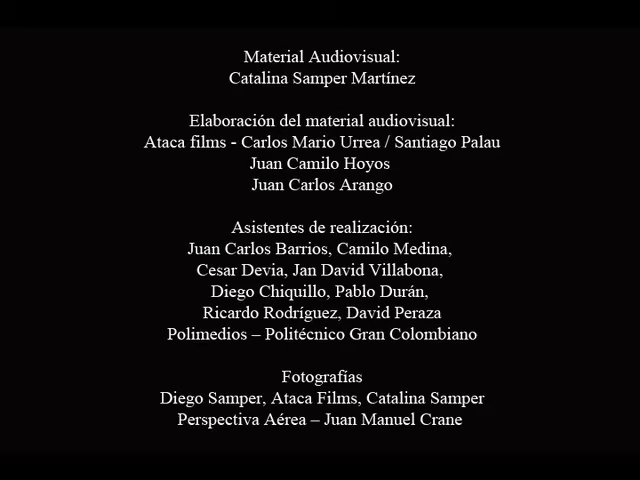 Material Audiovisual:
Catalina Samper Martínez
Elaboración del material audiovisual:
Ataca films - Carlos Mario Urrea / Santiago Palau
Juan Camilo Hoyos
Juan Carlos Arango
Asistentes de realización:
Juan Carlos Barrios, Camilo Medina,
Cesar Devia, Jan David Villabona,
Diego Chiquillo, Pablo Durán,
Ricardo Rodríguez, David Peraza
Polimedios – Politécnico Gran Colombiano
Fotografías
Diego Samper, Ataca Films, Catalina Samper
Perspectiva Aérea – Juan Manuel Crane